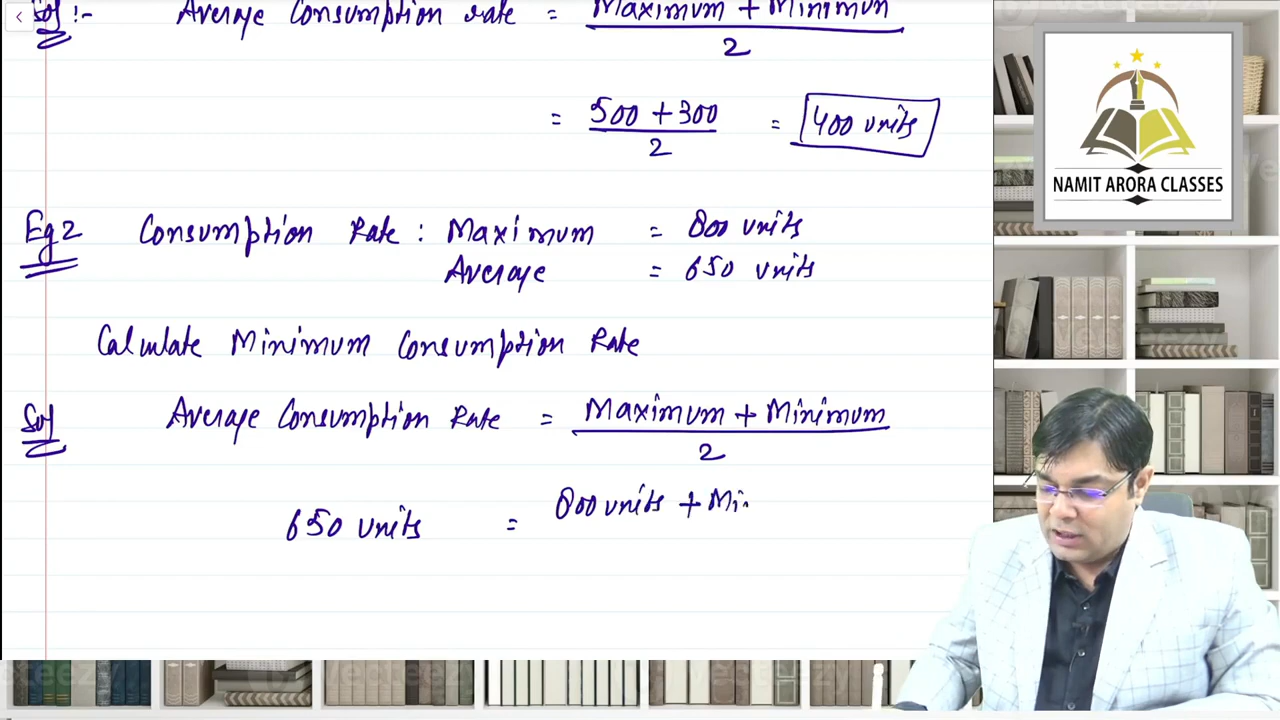 Sol :- Average Consumption rate = Maximum + Minimum
2
= 500 + 300 = 400 units
2
Eg 2 Consumption Rate : Maximum = 800 units
Average = 650 units
Calculate Minimum Consumption Rate
Sol Average Consumption Rate = Maximum + Minimum
2
650 units = 800 units + Min
NAMIT ARORA CLASSES